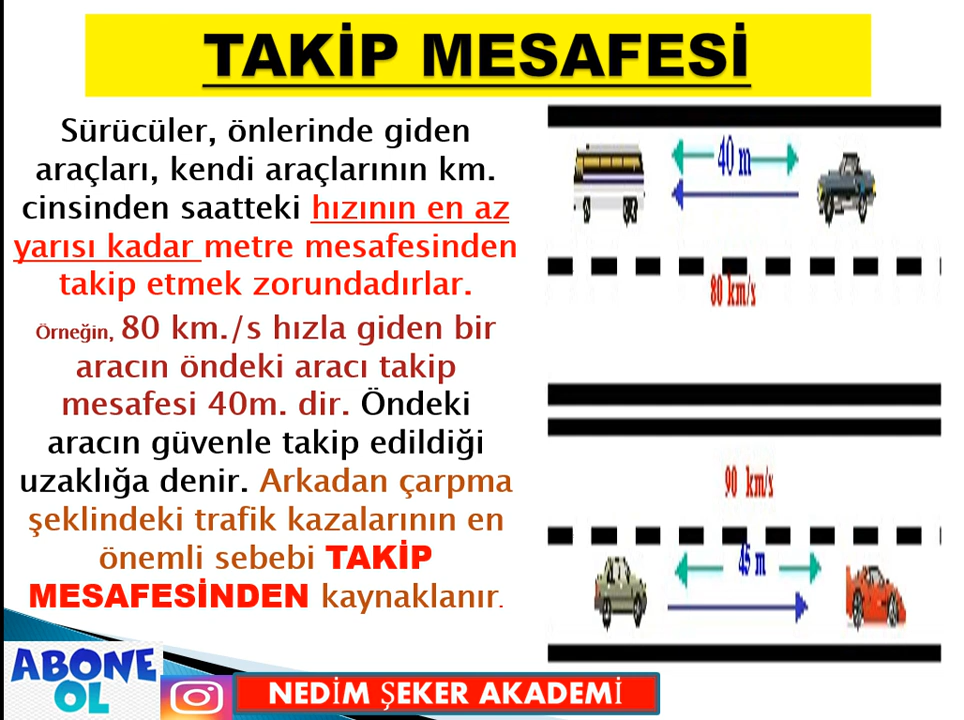 TAKİP MESAFESİ
Sürücüler, önlerinde giden
araçları, kendi araçlarının km.
cinsinden saatteki hızının en az
yarısı kadar metre mesafesinden
takip etmek zorundadırlar.
Örneğin, 80 km./s hızla giden bir
aracın öndeki aracı takip
mesafesi 40m. dir. Öndeki
aracın güvenle takip edildiği
uzaklığa denir. Arkadan çarpma
şeklindeki trafik kazalarının en
önemli sebebi TAKİP
MESAFESİNDEN kaynaklanır.
40 m
80 km/s
90 km/s
45 m
ABONE
OL
NEDİM ŞEKER AKADEMİ